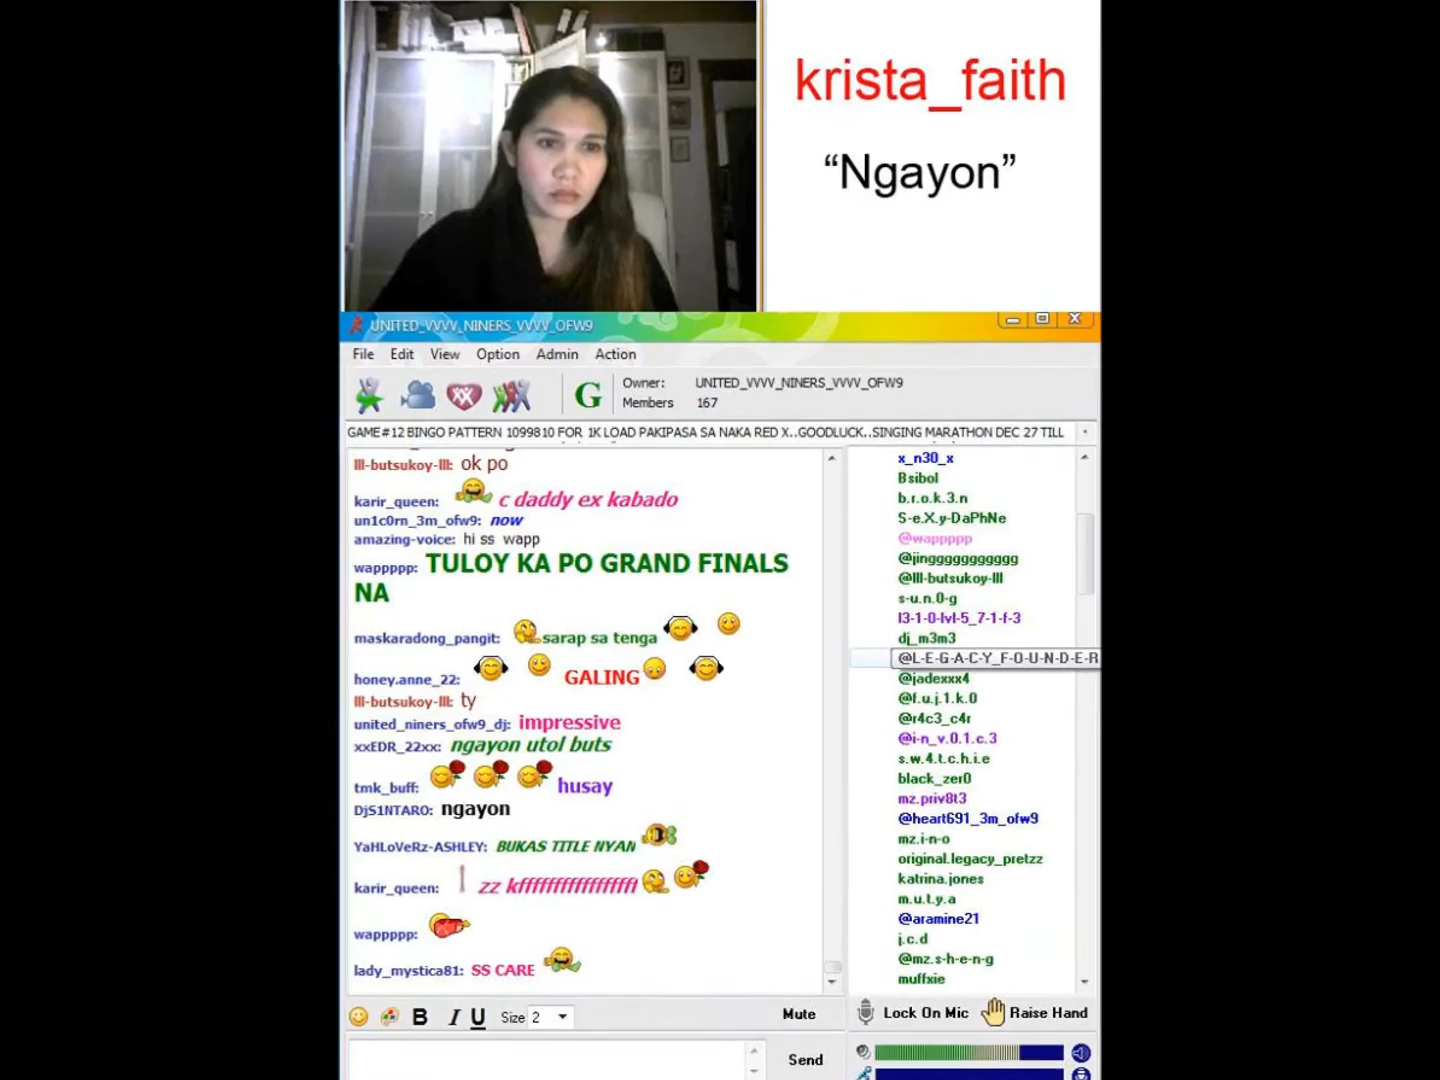 krista_faith
“Ngayon”
UNITED_VVVV_NINERS_VVVV_OFW9
File Edit View Option Admin Action
G
Owner: UNITED_VVVV_NINERS_VVVV_OFW9
Members 167
GAME#12 BINGO PATTERN 1099810 FOR 1K LOAD PAKIPASA SA NAKA RED X..GOODLUCK..SINGING MARATHON DEC 27 TILL
lll-butsukoy-lll: ok po
karir_queen: c daddy ex kabado
un1c0rn_3m_ofw9: now
amazing-voice: hi ss wapp
wappppp: TULOY KA PO GRAND FINALS
NA
maskaradong_pangit: sarap sa tenga
honey.anne_22: GALING
lll-butsukoy-lll: ty
united_niners_ofw9_dj: impressive
xxEDR_22xx: ngayon utol buts
tmk_buff: husay
DjS1NTARO: ngayon
YaHLoVeRz-ASHLEY: BUKAS TITLE NYAN
karir_queen: zz kfffffffffffffffft
wappppp:
lady_mystica81: SS CARE
x_n30_x
Bsibol
b.r.o.k.3.n
S-e.X.y-DaPhNe
@wappppp
@jinggggggggggg
@lll-butsukoy-lll
s-u.n.0-g
l3-1-0-lvl-5_7-1-f-3
dj_m3m3
@L-E-G-A-C-Y_F-O-U-N-D-E-R
@jadexxx4
@f.u.j.1.k.0
@r4c3_c4r
@i-n_v.0.1.c.3
s.w.4.t.c.h.i.e
black_zer0
mz.priv8t3
@heart691_3m_ofw9
mz.i-n-o
original.legacy_pretzz
katrina.jones
m.u.t.y.a
@aramine21
j.c.d
@mz.s-h-e-n-g
muffxie
B I U Size 2 Mute
Lock On Mic Raise Hand
Send